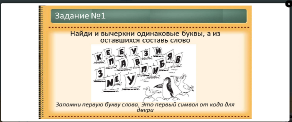 Задание №1
Найди и вычеркни одинаковые буквы, а из
оставшихся составь слово
Запомни первую букву слова. Это первый символ от кода для
двери